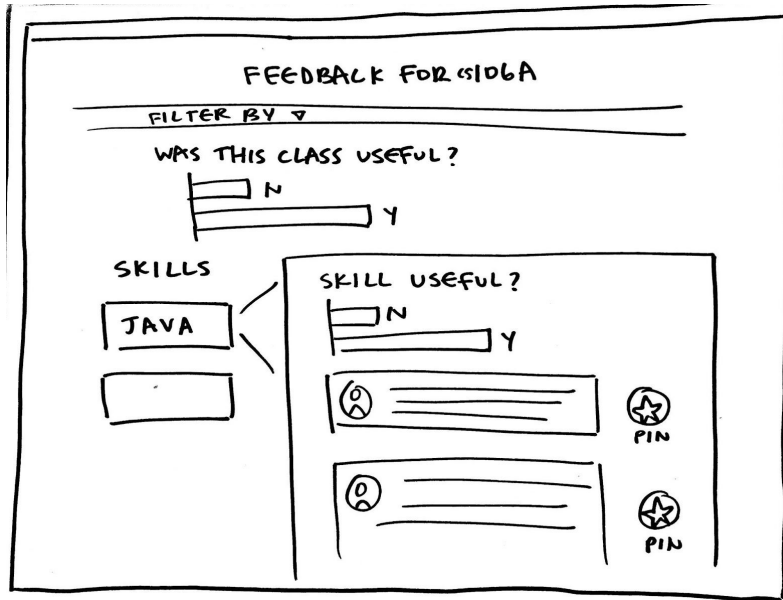 FEEDBACK FOR CS106A
FILTER BY
WAS THIS CLASS USEFUL?
N
Y
SKILLS
JAVA
SKILL USEFUL?
N
Y
PIN
PIN